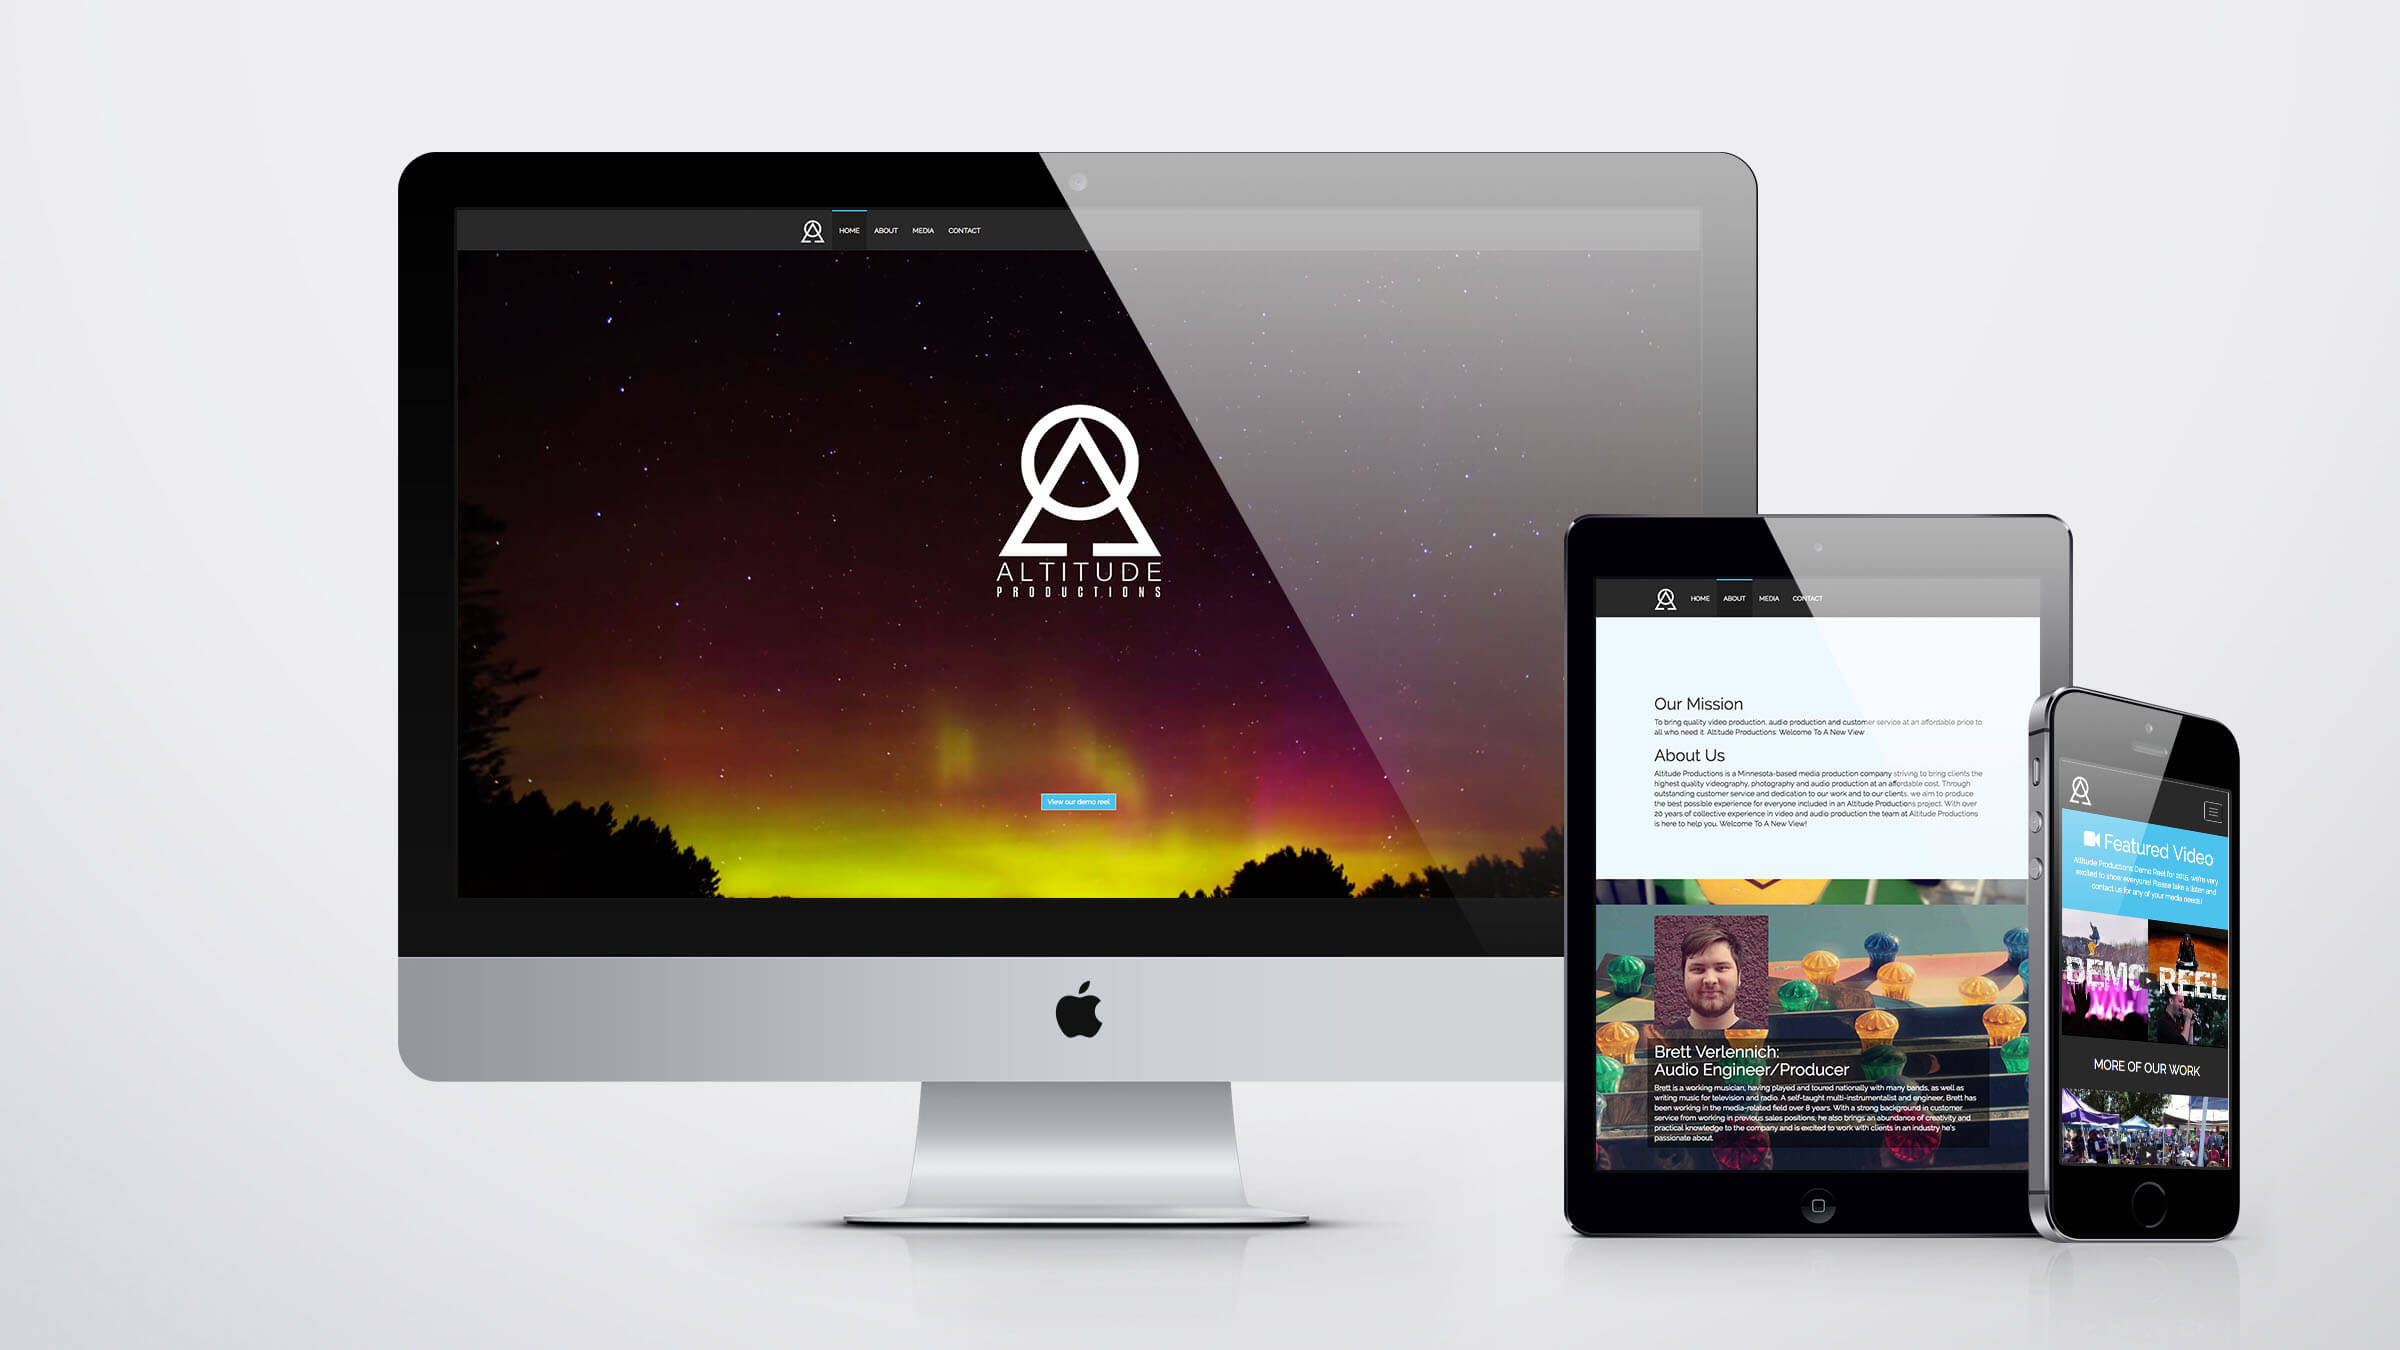 HOME ABOUT MEDIA CONTACT
ALTITUDE
PRODUCTIONS
View our demo reel
HOME ABOUT MEDIA CONTACT
Our Mission
To bring quality video production, audio production and customer service at an affordable price to
all who need it. Altitude Productions: Welcome To A New View
About Us
Altitude Productions is a Minnesota-based media production company striving to bring clients the
highest quality videography, photography and audio production at an affordable cost. Through
outstanding customer service and dedication to our work and to our clients, we aim to produce
the best possible experience for everyone included in an Altitude Productions project. With over
20 years of collective experience in video and audio production the team at Altitude Productions
is here to help you. Welcome To A New View!
Brett Verlennich:
Audio Engineer/Producer
Brett is a working musician, having played and toured nationally with many bands, as well as
writing music for television and radio. A self-taught multi-instrumentalist and engineer, Brett has
been working in the media-related field over 8 years. With a strong background in customer
service from working in previous sales positions, he also brings an abundance of creativity and
practical knowledge to the company and is excited to work with clients in an industry he's
passionate about.
Featured Video
Altitude Productions Demo Reel for 2015, we're very
excited to show everyone! Please take a listen and
contact us for any of your media needs!
DEMO REEL
MORE OF OUR WORK